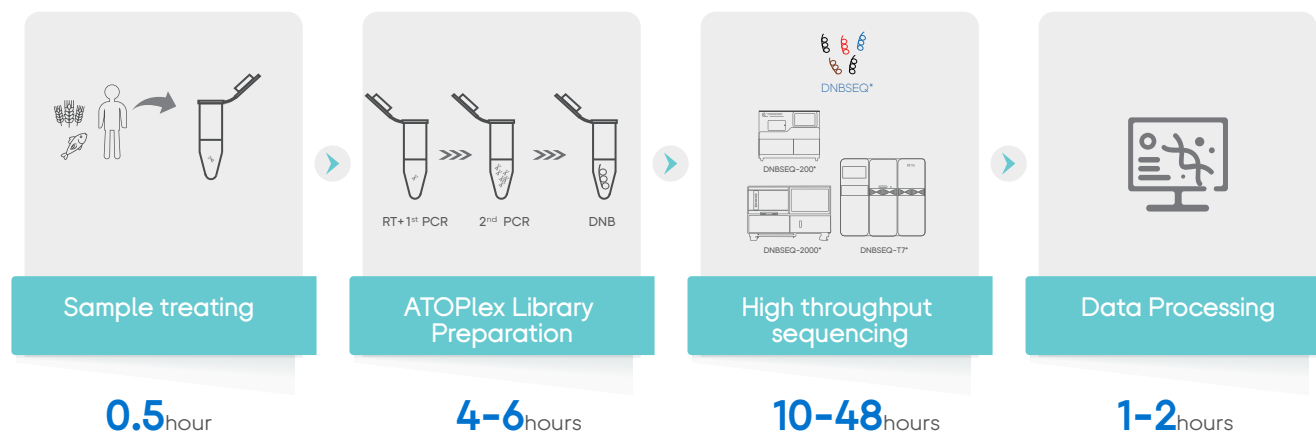 DNBSEQ*
DNBSEQ-200*
DNBSEQ-2000*
DNBSEQ-T7*
RT+1st PCR
2nd PCR
DNB
Sample treating
ATOPlex Library
Preparation
High throughput
sequencing
Data Processing
0.5hour
4-6hours
10-48hours
1-2hours